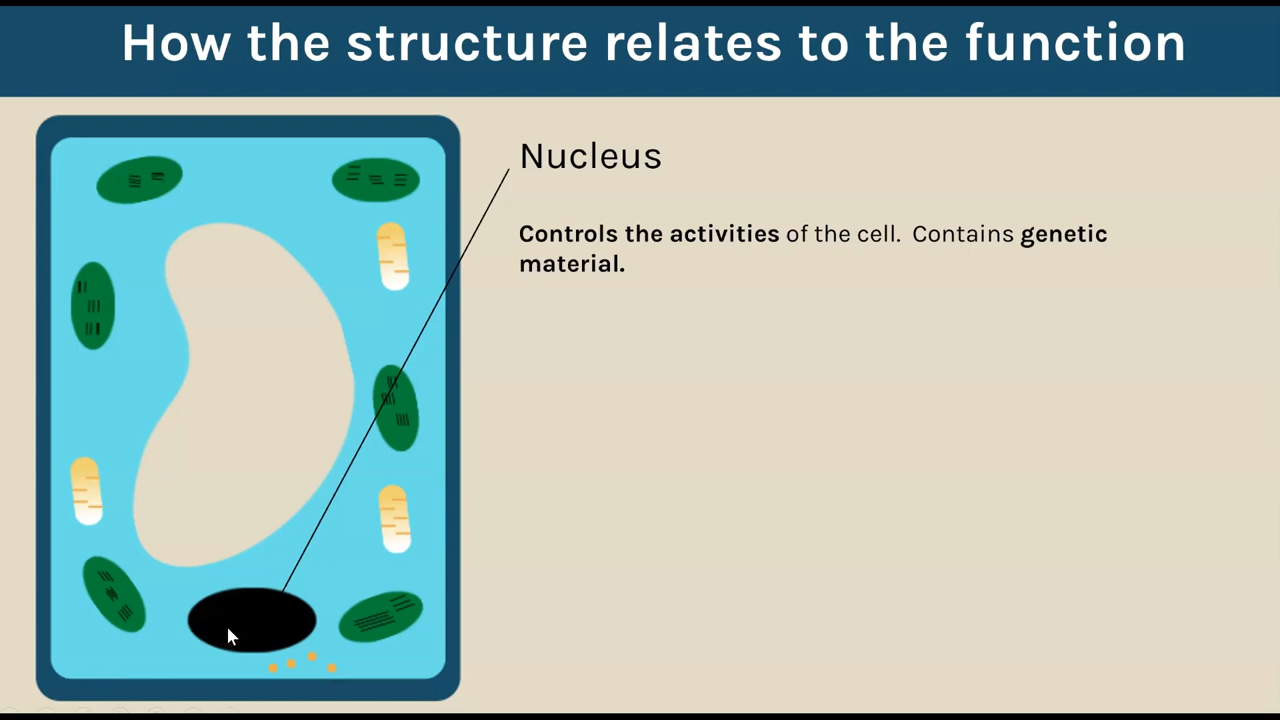 How the structure relates to the function
Nucleus
Controls the activities of the cell. Contains genetic
material.